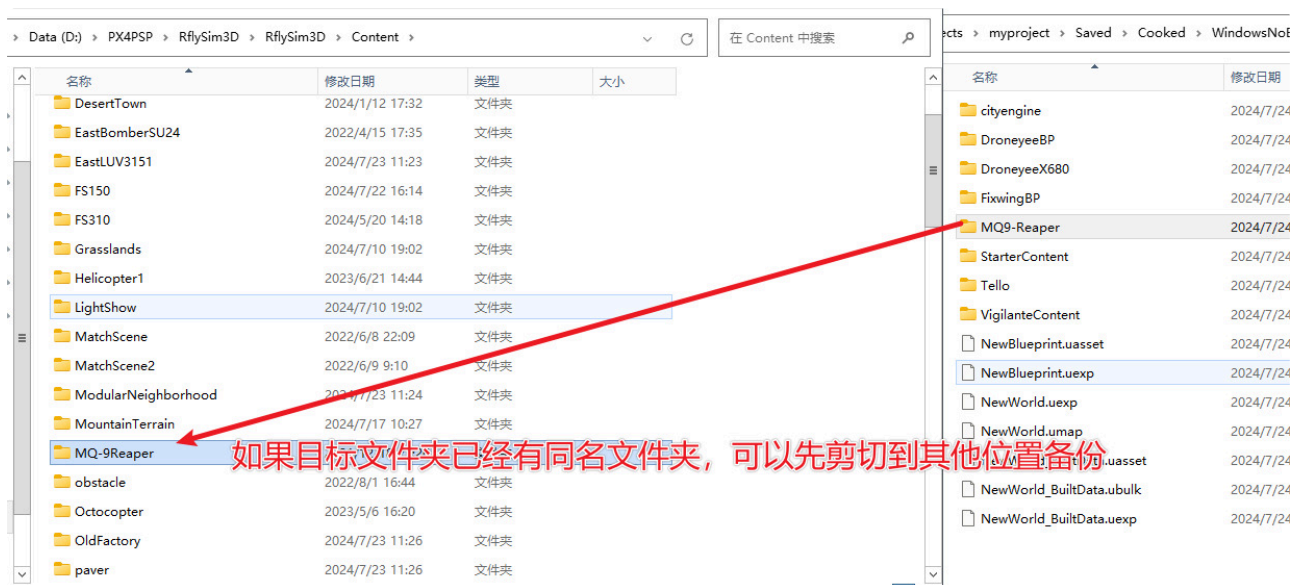 Data (D:) > PX4PSP > RflySim3D > RflySim3D > Content >
在 Content 中搜索
名称 修改日期 类型 大小
DesertTown 2024/1/12 17:32 文件夹
EastBomberSU24 2022/4/15 17:35 文件夹
EastLUV3151 2024/7/23 11:23 文件夹
FS150 2024/7/22 16:14 文件夹
FS310 2024/5/20 14:18 文件夹
Grasslands 2024/7/10 19:02 文件夹
Helicopter1 2023/6/21 14:44 文件夹
LightShow 2024/7/10 19:02 文件夹
MatchScene 2022/6/8 22:09 文件夹
MatchScene2 2022/6/9 9:10 文件夹
ModularNeighborhood 2024/7/23 11:24 文件夹
MountainTerrain 2024/7/17 10:27 文件夹
MQ-9Reaper
如果目标文件夹已经有同名文件夹，可以先剪切到其他位置备份
obstacle 2022/8/1 16:44 文件夹
Octocopter 2023/5/6 16:20 文件夹
OldFactory 2024/7/23 11:26 文件夹
paver 2024/7/23 11:26 文件夹
ects > myproject > Saved > Cooked > WindowsNoE
名称 修改日期
cityengine 2024/7/24
DroneyeeBP 2024/7/24
DroneyeeX680 2024/7/24
FixwingBP 2024/7/24
MQ9-Reaper 2024/7/24
StarterContent 2024/7/24
Tello 2024/7/24
VigilanteContent 2024/7/24
NewBlueprint.uasset 2024/7/24
NewBlueprint.uexp 2024/7/24
NewWorld.uexp 2024/7/24
NewWorld.umap 2024/7/24
uasset 2024/7/24
NewWorld_BuiltData.ubulk 2024/7/24
NewWorld_BuiltData.uexp 2024/7/24